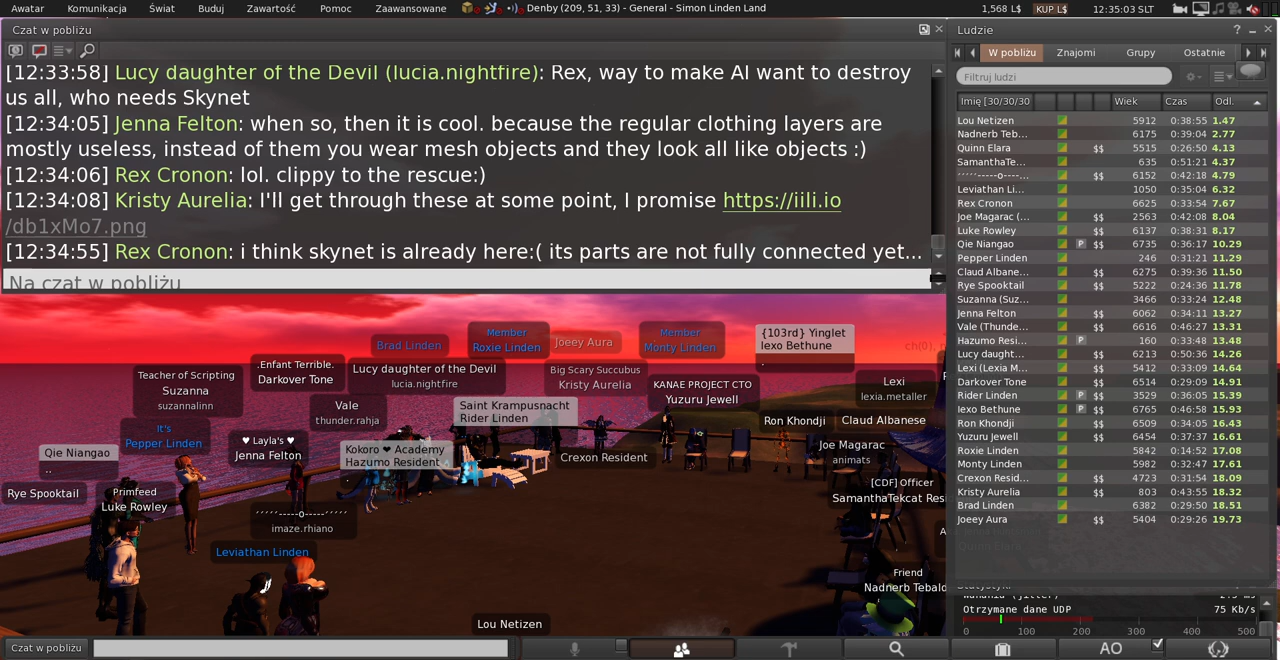 Awatar Komunikacja Świat Buduj Zawartość Pomoc Zaawansowane Denby (209, 51, 33) - General - Simon Linden Land 1,568 L$ KUP L$ 12:35:03 SLT
Czat w pobliżu
[12:33:58] Lucy daughter of the Devil (lucia.nightfire): Rex, way to make AI want to destroy
us all, who needs Skynet
[12:34:05] Jenna Felton: when so, then it is cool. because the regular clothing layers are
mostly useless, instead of them you wear mesh objects and they look all like objects :)
[12:34:06] Rex Cronon: lol. clippy to the rescue:)
[12:34:08] Kristy Aurelia: I'll get through these at some point, I promise https://iili.io
/db1xMo7.png
[12:34:55] Rex Cronon: i think skynet is already here:( its parts are not fully connected yet...
Na czat w pobliżu
Ludzie
W pobliżu Znajomi Grupy Ostatnie
Filtruj ludzi
Imię [30/30/30 Wiek Czas Odl.
Lou Netizen 5912 0:38:55 1.47
Nadnerb Teb... 6175 0:39:04 2.77
Quinn Elara $$ 5515 0:26:50 4.13
SamanthaTe... 635 0:51:21 4.37
´´´´´-----o----... $$ 6152 0:42:18 4.79
Leviathan Li... 1050 0:35:04 6.32
Rex Cronon 6625 0:33:54 7.67
Joe Magarac (... $$ 2563 0:42:08 8.04
Luke Rowley $$ 6137 0:38:31 8.17
Qie Niangao P $$ 6735 0:36:17 10.29
Pepper Linden 246 0:31:21 11.29
Claud Albane... $$ 6275 0:39:36 11.50
Rye Spooktail $$ 5222 0:24:36 11.78
Suzanna (Suz... 3466 0:33:24 12.48
Jenna Felton $$ 6062 0:34:11 13.27
Vale (Thunde... $$ 6616 0:46:27 13.31
Hazumo Resi... P 160 0:33:48 13.48
Lucy daught... $$ 6213 0:50:36 14.26
Lexi (Lexia M... $$ 5412 0:33:09 14.64
Darkover Tone $$ 6514 0:29:09 14.91
Rider Linden P $$ 3529 0:36:05 15.39
Iexo Bethune P $$ 6765 0:46:58 15.93
Ron Khondji $$ 6509 0:34:05 16.43
Yuzuru Jewell $$ 6454 0:37:37 16.61
Roxie Linden 5842 0:14:52 17.08
Monty Linden 5982 0:32:47 17.61
Crexon Resid... $$ 4723 0:31:54 18.09
Kristy Aurelia $$ 803 0:43:55 18.32
Brad Linden 6382 0:29:50 18.51
Joeey Aura $$ 5404 0:29:26 19.73
Otrzymane dane UDP 75 Kb/s
0 100 200 300 400 500
Brad Linden
Member
Roxie Linden
Joeey Aura
Member
Monty Linden
{103rd} Yinglet
Iexo Bethune
.
.Enfant Terrible.
Darkover Tone
Lucy daughter of the Devil
lucia.nightfire
Big Scary Succubus
Kristy Aurelia
KANAE PROJECT CTO
Yuzuru Jewell
Lexi
lexia.metaller
Teacher of Scripting
Suzanna
suzannalinn
Vale
thunder.rahja
Saint Krampusnacht
Rider Linden
Ron Khondji
Claud Albanese
It's
Pepper Linden
♥ Layla's ♥
Jenna Felton
Kokoro ❤ Academy
Hazumo Resident
.
Crexon Resident
Joe Magarac
animats
Qie Niangao
..
Rye Spooktail
Primfeed
Luke Rowley
´´´´´-----o-----´´´´´
imaze.rhiano
[CDF] Officer
SamanthaTekcat Resi
Leviathan Linden
Friend
Nadnerb Tebald
Lou Netizen
Czat w pobliżu
AO